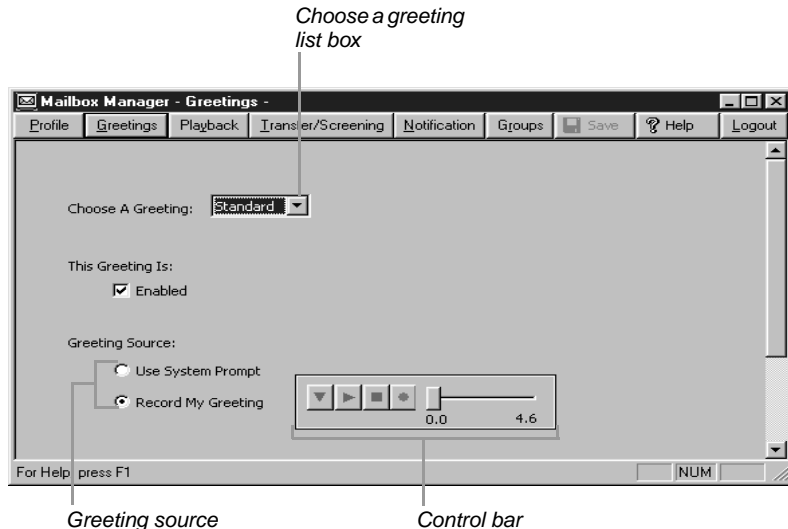 Choose a greeting
list box
Mailbox Manager - Greetings -
Profile Greetings Playback Transfer/Screening Notification Groups Save Help Logout
Choose A Greeting: Standard
This Greeting Is:
Enabled
Greeting Source:
Use System Prompt
Record My Greeting
0.0 4.6
For Help, press F1 NUM
Greeting source Control bar